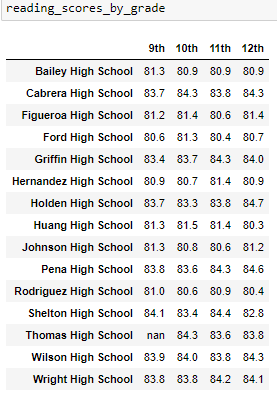 reading_scores_by_grade
9th 10th 11th 12th
Bailey High School 81.3 80.9 80.9 80.9
Cabrera High School 83.7 84.3 83.8 84.3
Figueroa High School 81.2 81.4 80.6 81.4
Ford High School 80.6 81.3 80.4 80.7
Griffin High School 83.4 83.7 84.3 84.0
Hernandez High School 80.9 80.7 81.4 80.9
Holden High School 83.7 83.3 83.8 84.7
Huang High School 81.3 81.5 81.4 80.3
Johnson High School 81.3 80.8 80.6 81.2
Pena High School 83.8 83.6 84.3 84.6
Rodriguez High School 81.0 80.6 80.9 80.4
Shelton High School 84.1 83.4 84.4 82.8
Thomas High School nan 84.3 83.6 83.8
Wilson High School 83.9 84.0 83.8 84.3
Wright High School 83.8 83.8 84.2 84.1